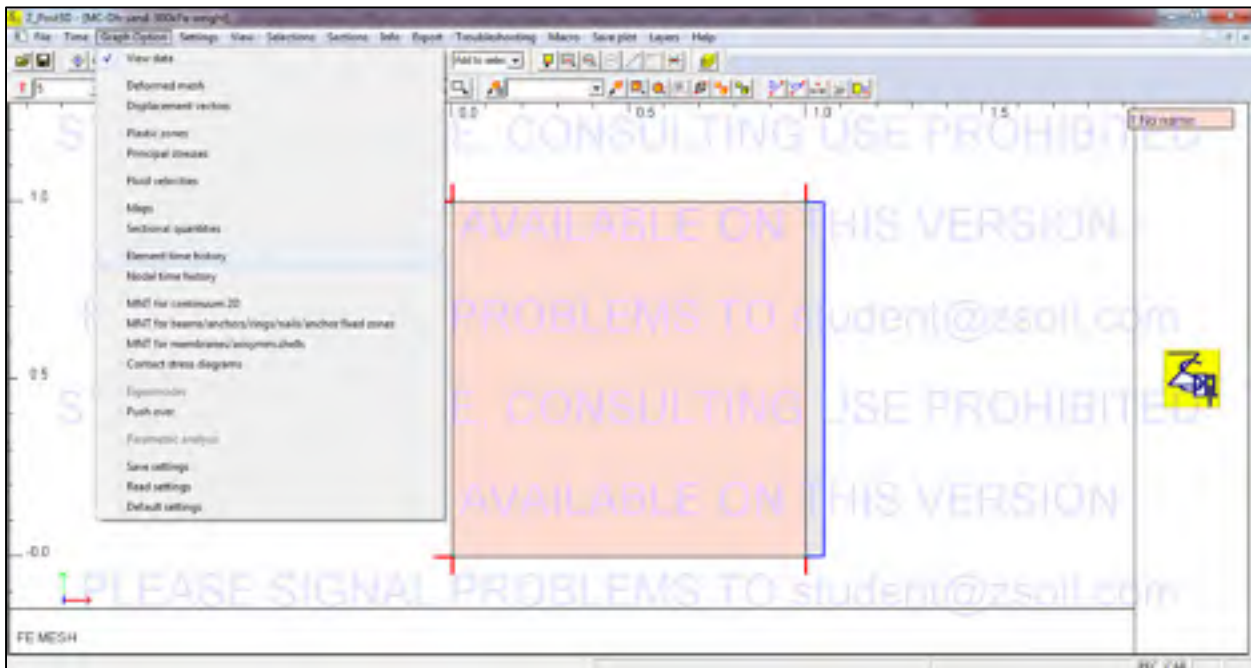 Z_Post3D - [MC-Dhr-sand-300kPa-weight]
File Time Graph Option Settings View Selections Sections Info Export Troubleshooting Macro Save plot Layers Help
View data
Deformed mesh
Displacement vectors
Plastic zones
Principal stresses
Fluid velocities
Maps
Sectional quantities
Element time history
Nodal time history
MNT for continuum 2D
MNT for beams/anchors/rings/nails/anchor fixed zones
MNT for membranes/axisymm.shells
Contact stress diagrams
Eigenmodes
Push over
Parametric analysis
Save settings
Read settings
Default settings
Add to selec
5
0.0 0.5 1.0 1.5
1 No name
1.0
0.5
-0.0
S E. CONSULTING USE PROHIBITED
AVAILABLE ON THIS VERSION
PROBLEMS TO student@zsoil.com
S E. CONSULTING USE PROHIBITED
AVAILABLE ON THIS VERSION
PLEASE SIGNAL PROBLEMS TO student@zsoil.com
FE MESH